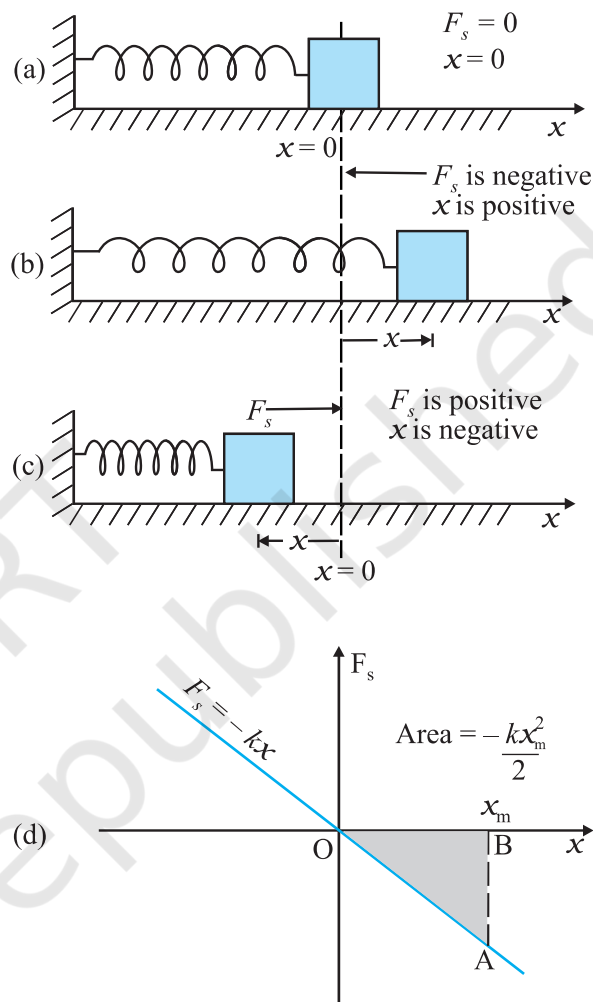 (a)
F_s = 0
x = 0
x
x = 0
F_s is negative
x is positive
(b)
x
x
F_s
F_s is positive
x is negative
(c)
x
x
x = 0
F_s
F_s = – kx
Area = – kx_m^2/2
x_m
(d)
O
B
x
A